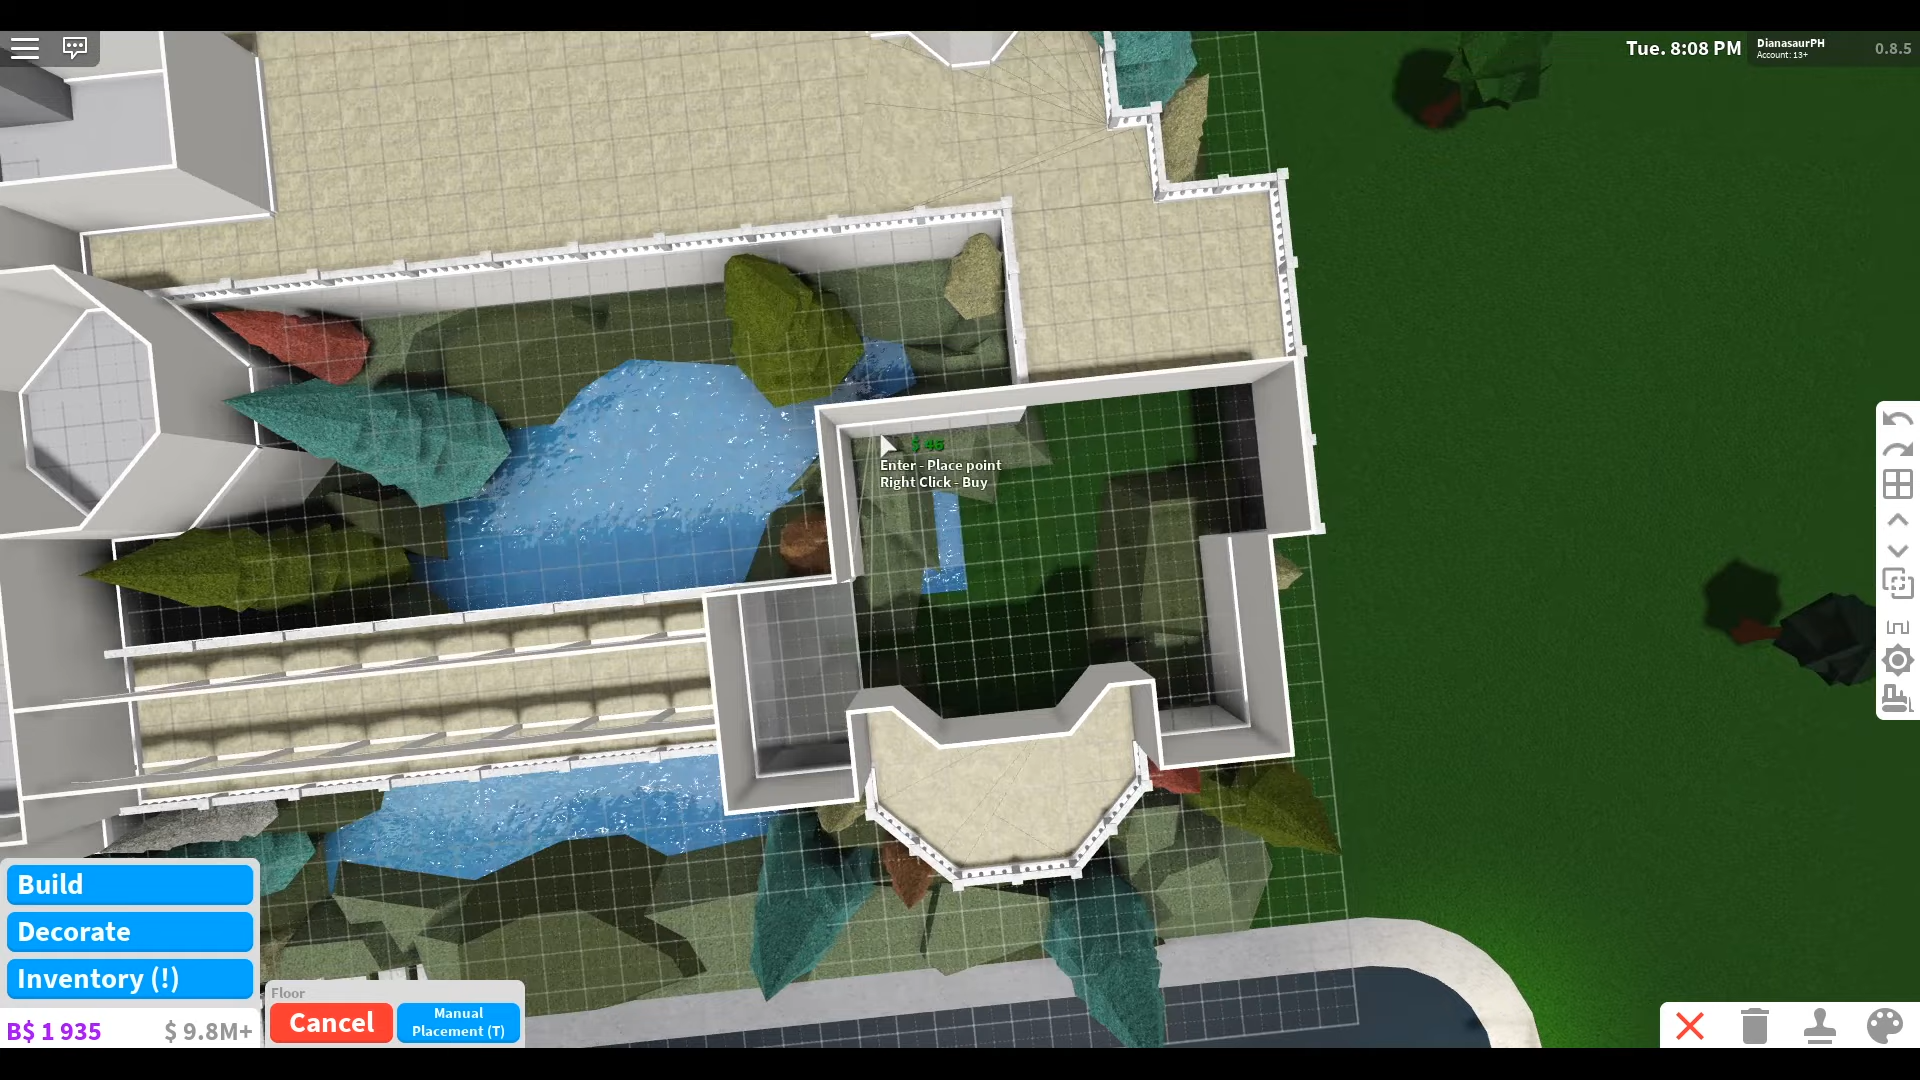 Tue. 8:08 PM
DianasaurPH
Account: 13+
0.8.5
$ 46
Enter - Place point
Right Click - Buy
Build
Decorate
Inventory (!)
B$ 1 935
$ 9.8M+
Floor
Cancel
Manual
Placement (T)